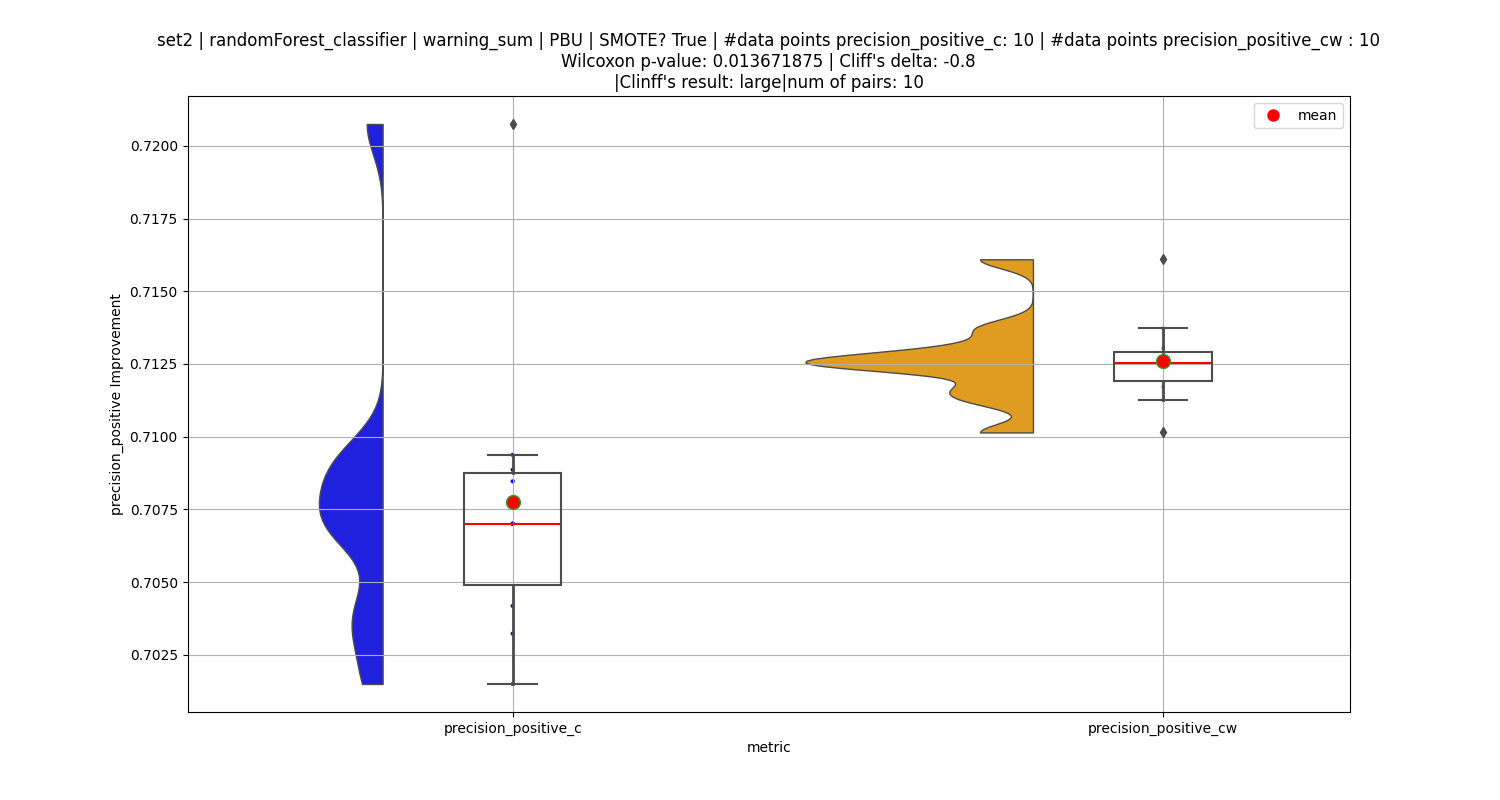 set2 | randomForest_classifier | warning_sum | PBU | SMOTE? True | #data points precision_positive_c: 10 | #data points precision_positive_cw : 10
Wilcoxon p-value: 0.013671875 | Cliff's delta: -0.8
|Clinff's result: large|num of pairs: 10
mean
0.7200
0.7175
0.7150
0.7125
0.7100
0.7075
0.7050
0.7025
precision_positive Improvement
precision_positive_c
precision_positive_cw
metric